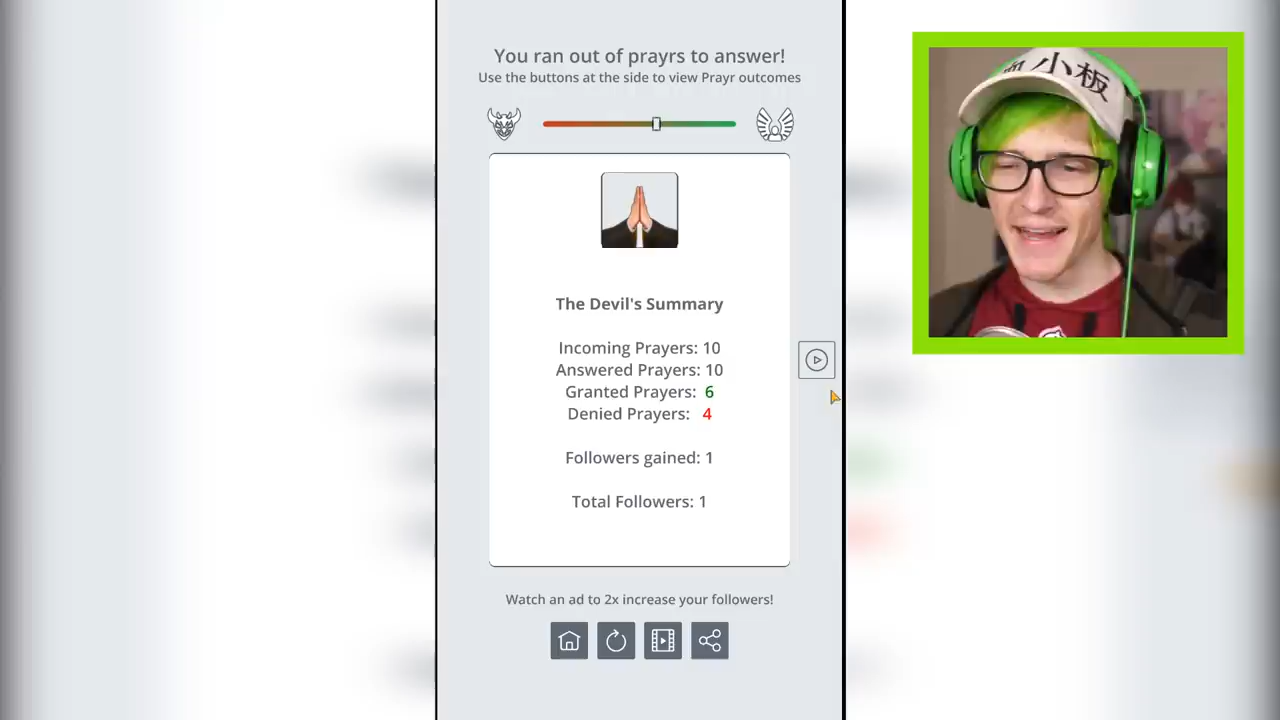 You ran out of prayrs to answer!
Use the buttons at the side to view Prayr outcomes
The Devil's Summary
Incoming Prayers: 10
Answered Prayers: 10
Granted Prayers: 6
Denied Prayers: 4
Followers gained: 1
Total Followers: 1
Watch an ad to 2x increase your followers!
小板